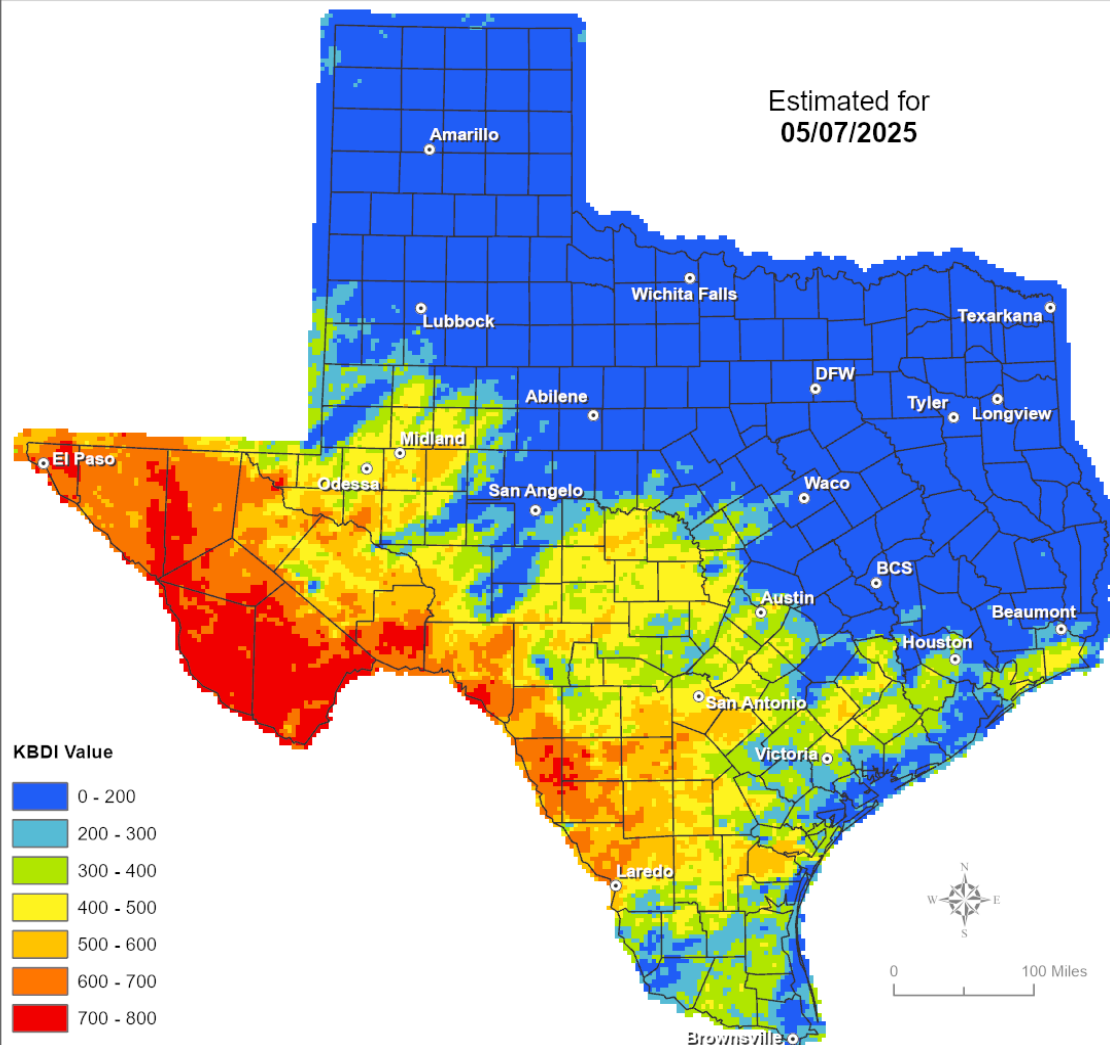 Estimated for
05/07/2025
Amarillo
Wichita Falls
Lubbock
Texarkana
DFW
Abilene
Tyler
Longview
Midland
El Paso
Odessa
San Angelo
Waco
BCS
Austin
Beaumont
Houston
San Antonio
Victoria
Laredo
Brownsville
KBDI Value
0 - 200
200 - 300
300 - 400
400 - 500
500 - 600
600 - 700
700 - 800
N
W E
S
0 100 Miles